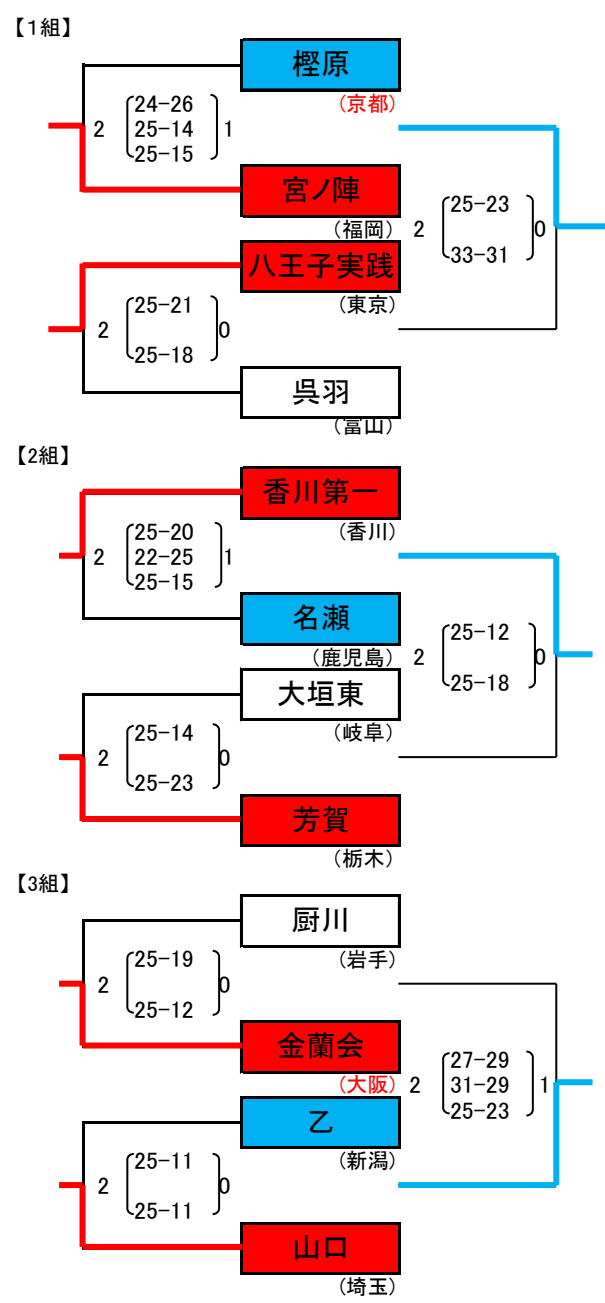 【1組】
樫原
(京都)
24-26
2 25-14 1
25-15
宮ノ陣
(福岡)
25-23
2 0
33-31
八王子実践
(東京)
25-21
2 0
25-18
呉羽
(富山)
【2組】
香川第一
(香川)
25-20
2 22-25 1
25-15
名瀬
(鹿児島)
25-12
2 0
25-18
大垣東
(岐阜)
25-14
2 0
25-23
芳賀
(栃木)
【3組】
厨川
(岩手)
25-19
2 0
25-12
金蘭会
(大阪)
27-29
2 31-29 1
25-23
乙
(新潟)
25-11
2 0
25-11
山口
(埼玉)